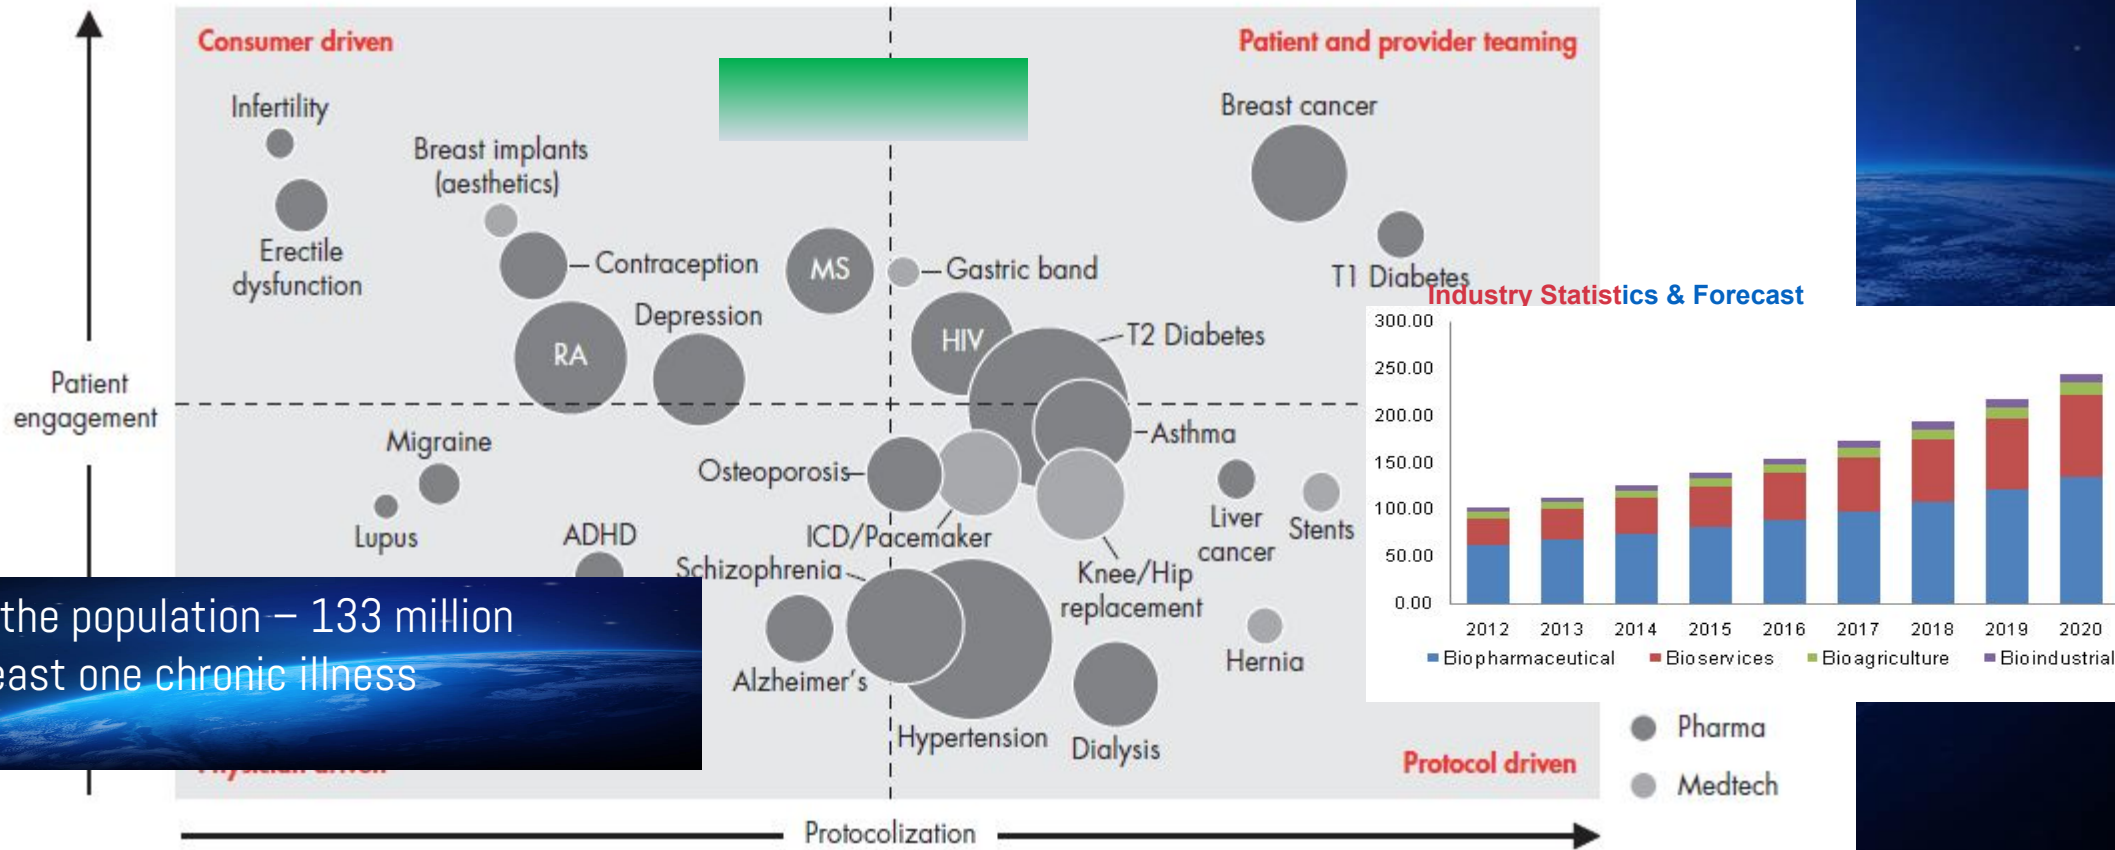 Consumer driven
Patient and provider teaming
Infertility
Breast cancer
Breast implants
(aesthetics)
Erectile
dysfunction
Contraception
MS
Gastric band
T1 Diabetes
Industry Statistics & Forecast
Depression
RA
HIV
T2 Diabetes
Patient
engagement
Migraine
Lupus
Osteoporosis
Asthma
ADHD
ICD/Pacemaker
Liver
cancer
Stents
Schizophrenia
Knee/Hip
replacement
the population – 133 million
east one chronic illness
Alzheimer's
Hernia
Hypertension
Dialysis
Protocol driven
Protocolization
300.00
250.00
200.00
150.00
100.00
50.00
0.00
2012 2013 2014 2015 2016 2017 2018 2019 2020
Biopharmaceutical Bioservices Bioagriculture Bioindustrial
Pharma
Medtech